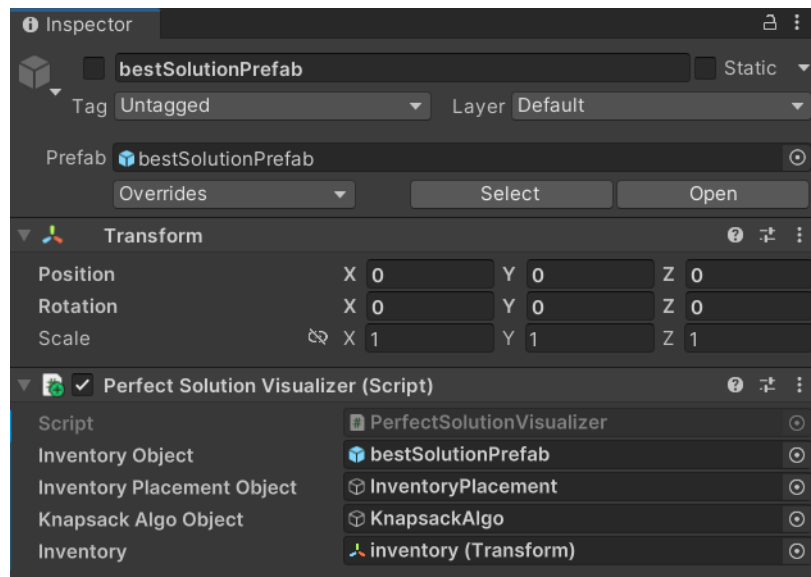 Inspector
bestSolutionPrefab Static
Tag Untagged Layer Default
Prefab bestSolutionPrefab
Overrides Select Open
Transform
Position X 0 Y 0 Z 0
Rotation X 0 Y 0 Z 0
Scale X 1 Y 1 Z 1
Perfect Solution Visualizer (Script)
Script # PerfectSolutionVisualizer
Inventory Object bestSolutionPrefab
Inventory Placement Object InventoryPlacement
Knapsack Algo Object KnapsackAlgo
Inventory inventory (Transform)